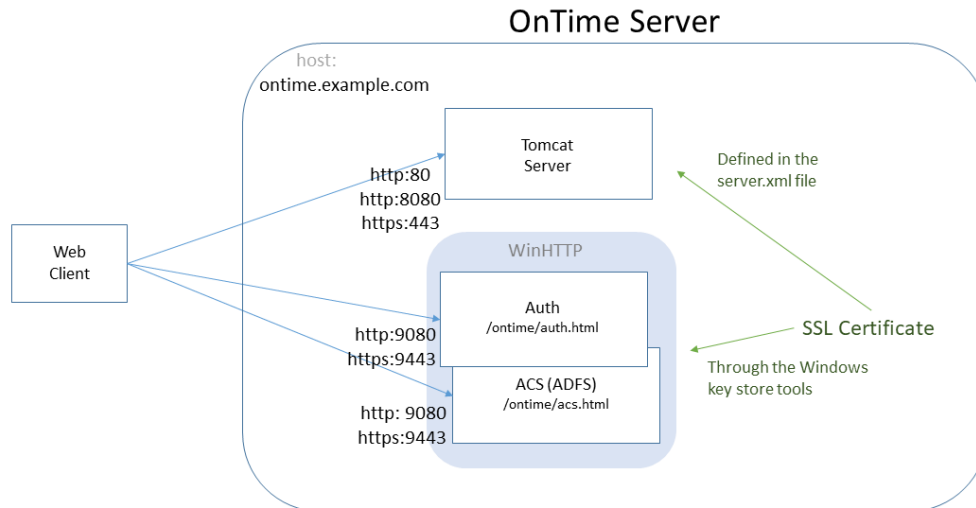 OnTime Server
host:
ontime.example.com
Tomcat
Server
http:80
http:8080
https:443
Defined in the
server.xml file
Web
Client
WinHTTP
Auth
/ontime/auth.html
http:9080
https:9443
SSL Certificate
Through the Windows
key store tools
ACS (ADFS)
/ontime/acs.html
http: 9080
https:9443